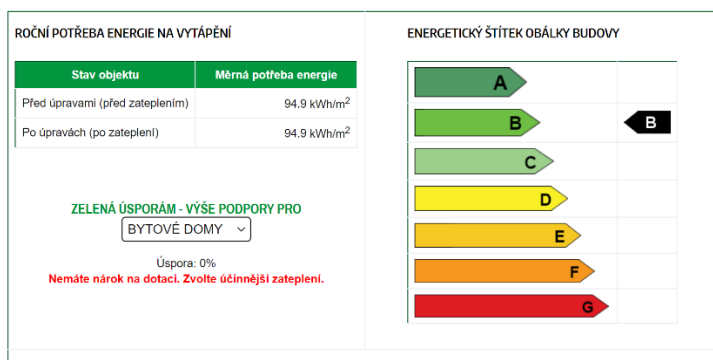 ROČNÍ POTŘEBA ENERGIE NA VYTÁPĚNÍ
Stav objektu Měrná potřeba energie
Před úpravami (před zateplením) 94.9 kWh/m²
Po úpravách (po zateplení) 94.9 kWh/m²
ZELENÁ ÚSPORÁM - VÝŠE PODPORY PRO
BYTOVÉ DOMY
Úspora: 0%
Nemáte nárok na dotaci. Zvolte účinnější zateplení.
ENERGETICKÝ ŠTÍTEK OBÁLKY BUDOVY
A
B B
C
D
E
F
G